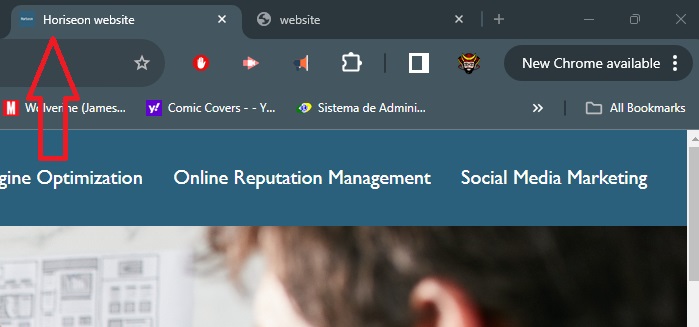 Horiseon website
website
New Chrome available
Wolverine (James...
Comic Covers - - Y...
Sistema de Admini...
All Bookmarks
gine Optimization
Online Reputation Management
Social Media Marketing